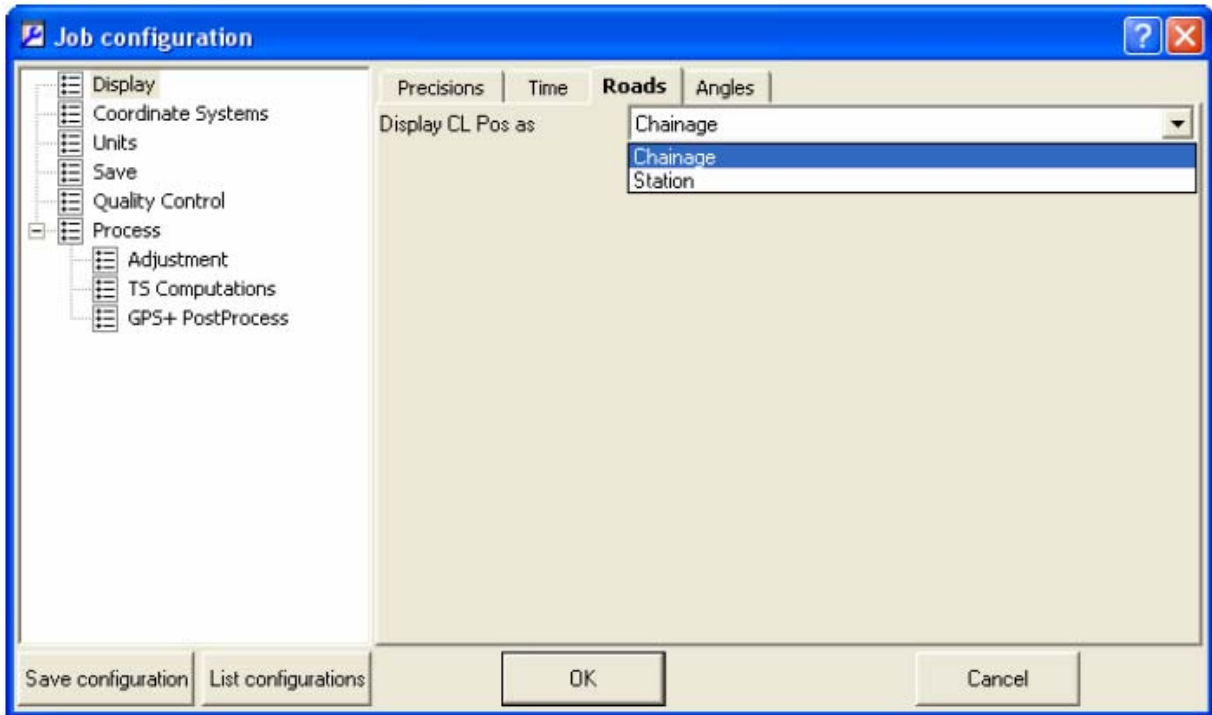 Job configuration
Display
Coordinate Systems
Units
Save
Quality Control
Process
Adjustment
TS Computations
GPS+ PostProcess
Precisions Time Roads Angles
Display CL Pos as Chainage
Chainage
Station
Save configuration List configurations OK Cancel